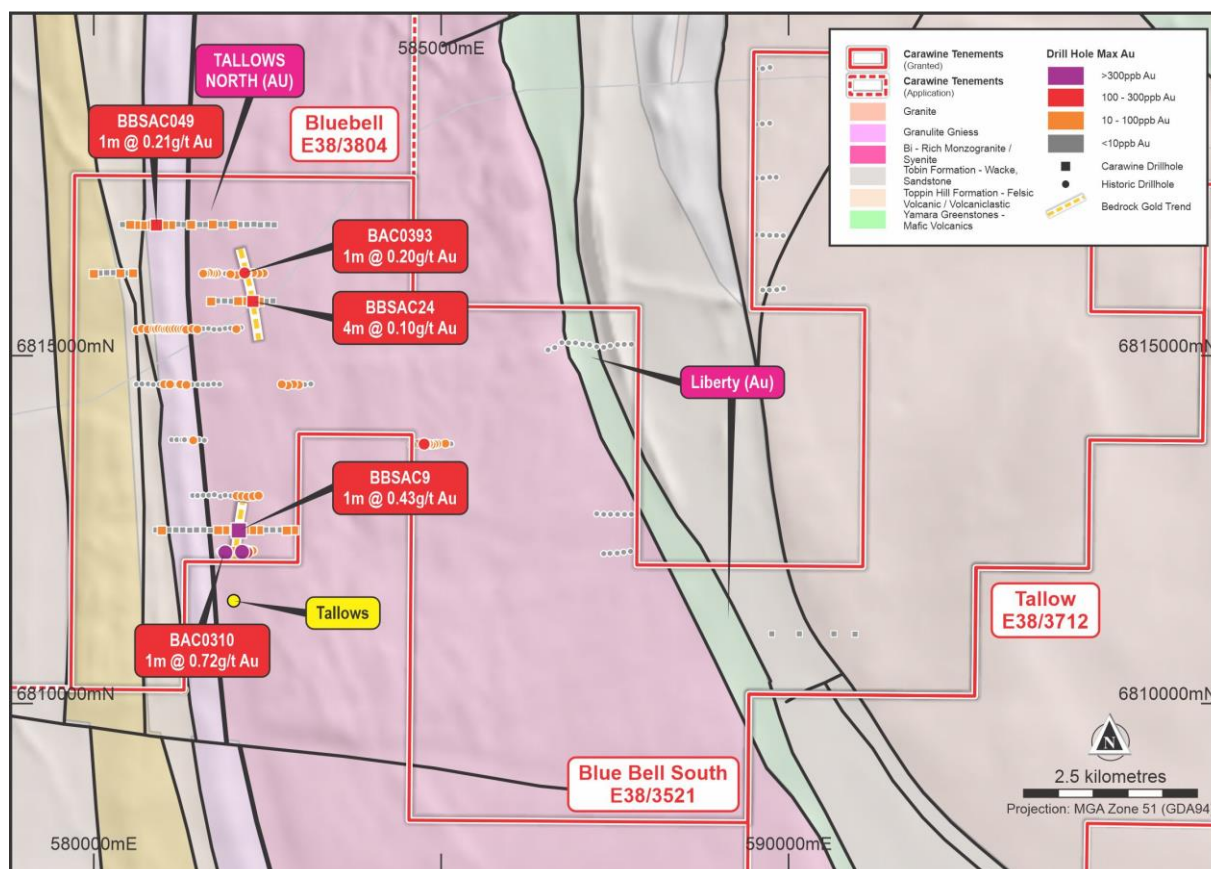 585000mE
TALLOWS
NORTH (AU)
BBSAC049
1m @ 0.21g/t Au
Bluebell
E38/3804
Carawine Tenements
(Granted)
Carawine Tenements
(Application)
Granite
Granulite Gniess
Bi - Rich Monzogranite /
Syenite
Tobin Formation - Wacke,
Sandstone
Toppin Hill Formation - Felsic
Volcanic / Volcaniclastic
Yamara Greenstones -
Mafic Volcanics
Drill Hole Max Au
>300ppb Au
100 - 300ppb Au
10 - 100ppb Au
<10ppb Au
Carawine Drillhole
Historic Drillhole
Bedrock Gold Trend
BAC0393
1m @ 0.20g/t Au
BBSAC24
4m @ 0.10g/t Au
6815000mN
6815000mN
Liberty (Au)
BBSAC9
1m @ 0.43g/t Au
Tallows
BAC0310
1m @ 0.72g/t Au
Tallow
E38/3712
6810000mN
6810000mN
N
Blue Bell South
E38/3521
2.5 kilometres
Projection: MGA Zone 51 (GDA94
580000mE
590000mE